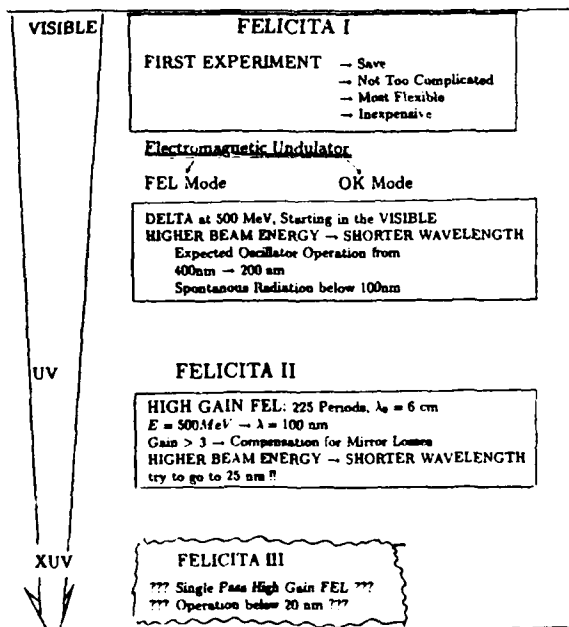 VISIBLE
FELICITA I
FIRST EXPERIMENT → Save
→ Not Too Complicated
→ Most Flexible
→ Inexpensive
Electromagnetic Undulator
FEL Mode OK Mode
DELTA at 500 MeV, Starting in the VISIBLE
HIGHER BEAM ENERGY → SHORTER WAVELENGTH
Expected Oscillator Operation from
400nm → 200 nm
Spontanous Radiation below 100nm
UV
FELICITA II
HIGH GAIN FEL: 225 Periods, λ₀ = 6 cm
E = 500MeV → λ = 100 nm
Gain > 3 → Compensation for Mirror Losses
HIGHER BEAM ENERGY → SHORTER WAVELENGTH
try to go to 25 nm !!
XUV
FELICITA III
??? Single Pass High Gain FEL ???
??? Operation below 20 nm ???